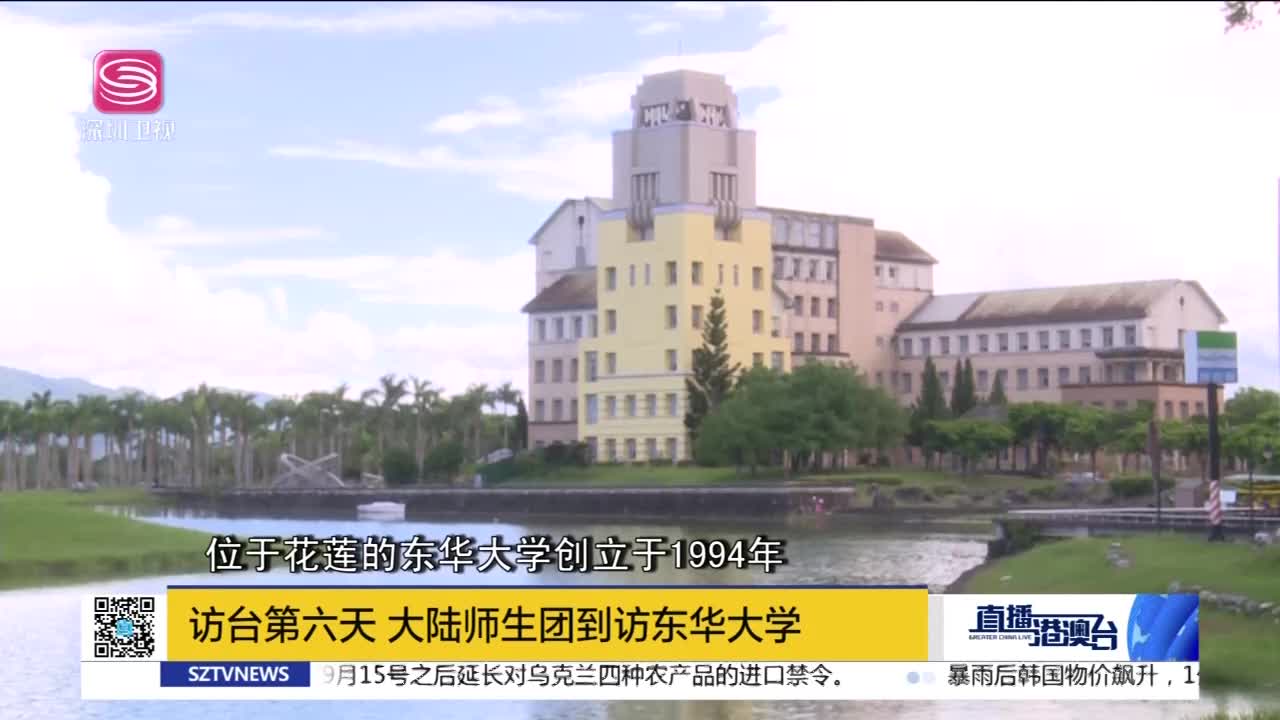 深圳卫视
位于花莲的东华大学创立于1994年
访台第六天 大陆师生团到访东华大学
直播港澳台
GREATER CHINA LIVE
SZTVNEWS
9月15号之后延长对乌克兰四种农产品的进口禁令。
暴雨后韩国物价飙升，1